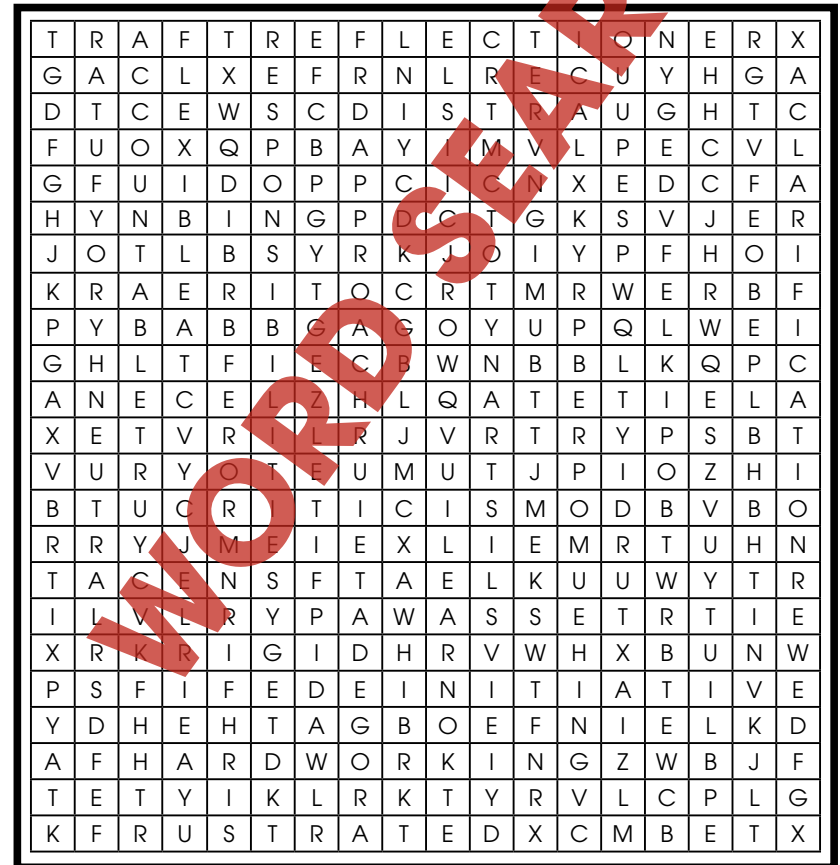 T R A F T R E F L E C T I O N E R X
G A C L X E F R N L R E C U Y H G A
D T C E W S C D I S T R A U G H T C
F U O X Q P B A Y I M V L P E C V L
G F U I D O P P C C N X E D C F A
H Y N B I N G P D C T G K S V J E R
J O T L B S Y R K J O I Y P F H O I
K R A E R I T O C R T M R W E R B F
P Y B A B B G A G O Y U P Q L W E I
G H L T F I E C B W N B B L K Q P C
A N E C E L Z H L Q A T E T I E L A
X E T V R I L R J V R T R Y P S B T
V U R Y O T E U M U T J P I O Z H I
B T U C R I T I C I S M O D B V B O
R R Y J M E I E X L I E M R T U H N
T A C E N S F T A E L K U U W Y T R
I L V L R Y P A W A S S E T R T I E
X R K R I G I D H R V W H X B U N W
P S F I F E D E I N I T I A T I V E
Y D H E H T A G B O E F N I E L K D
A F H A R D W O R K I N G Z W B J F
T E T Y I K L R K T Y R V L C P L G
K F R U S T R A T E D X C M B E T X
WORD SEAR